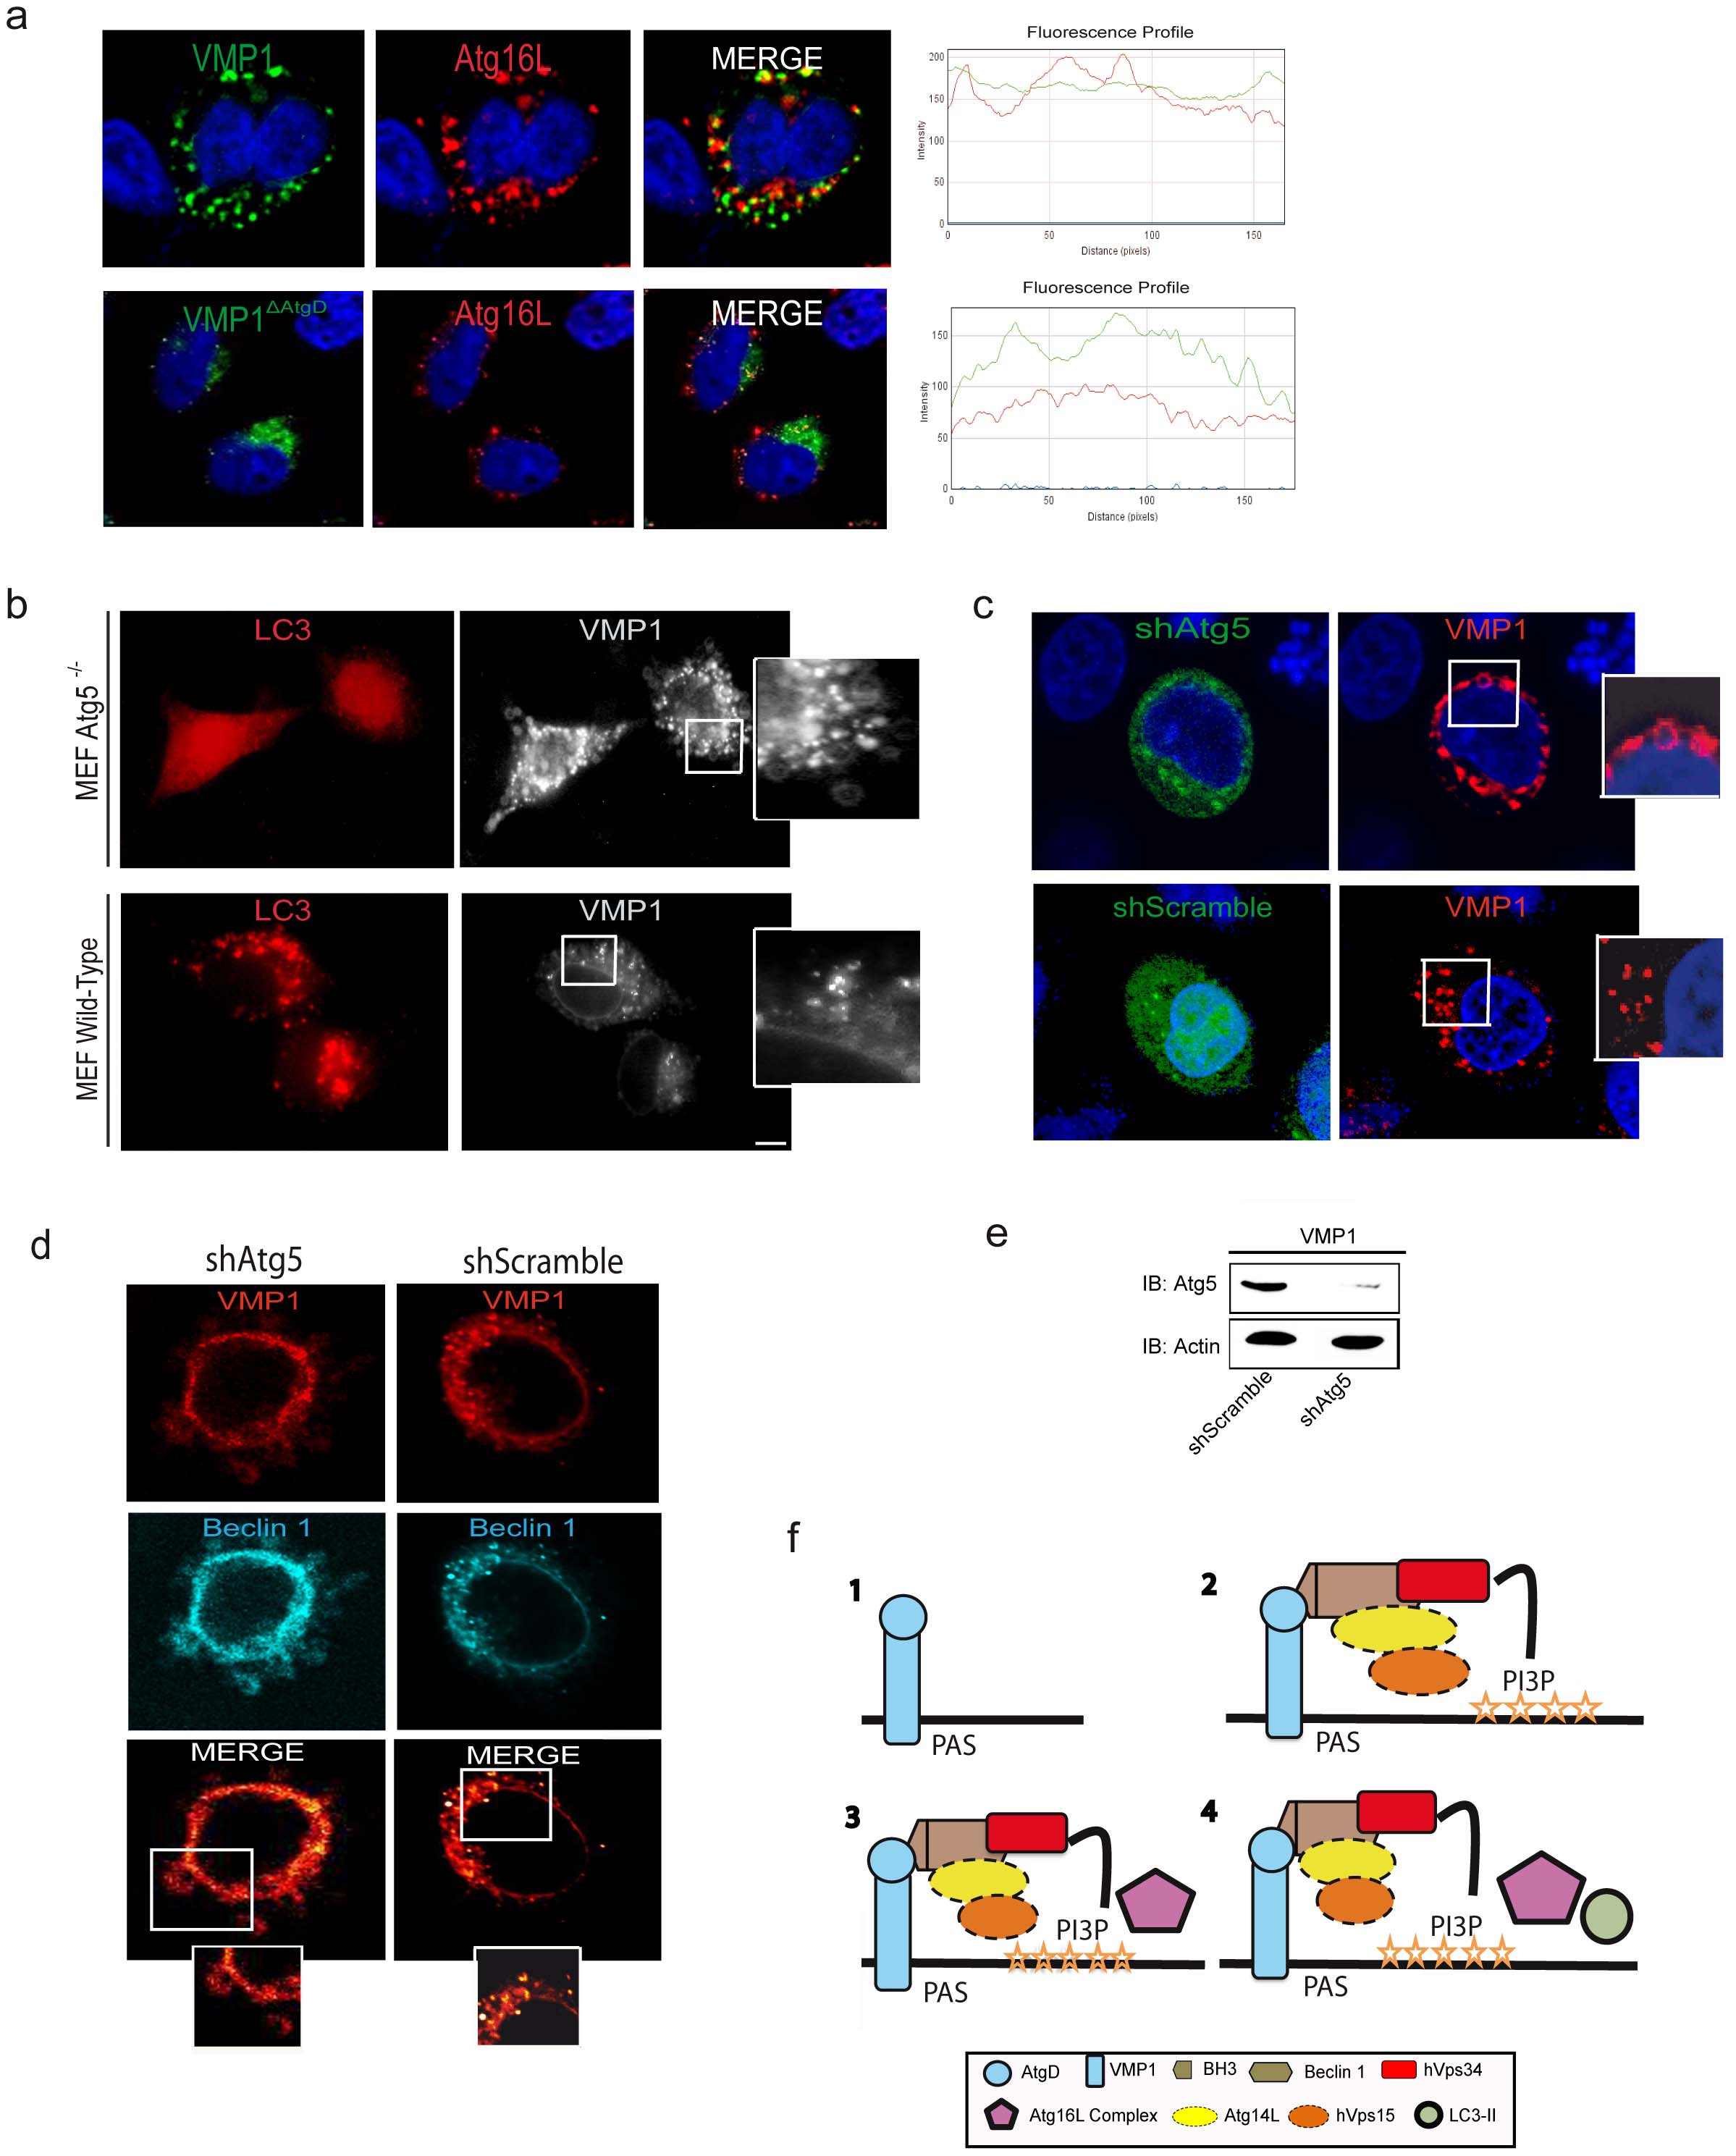 a
VMP1
Atg16L
MERGE
Fluorescence Profile
200
150
100
50
0
Intensity
0 50 100 150
Distance (pixels)
VMP1ΔAtgD
Atg16L
MERGE
Fluorescence Profile
150
100
50
0
Intensity
0 50 100 150
Distance (pixels)
b
MEF Atg5 -/-
LC3
VMP1
MEF Wild-Type
LC3
VMP1
c
shAtg5
VMP1
shScramble
VMP1
d
shAtg5
shScramble
VMP1
VMP1
Beclin 1
Beclin 1
MERGE
MERGE
e
VMP1
IB: Atg5
IB: Actin
shScramble
shAtg5
f
1
PAS
2
PI3P
PAS
3
PI3P
PAS
4
PI3P
PAS
AtgD VMP1 BH3 Beclin 1 hVps34
Atg16L Complex Atg14L hVps15 LC3-II